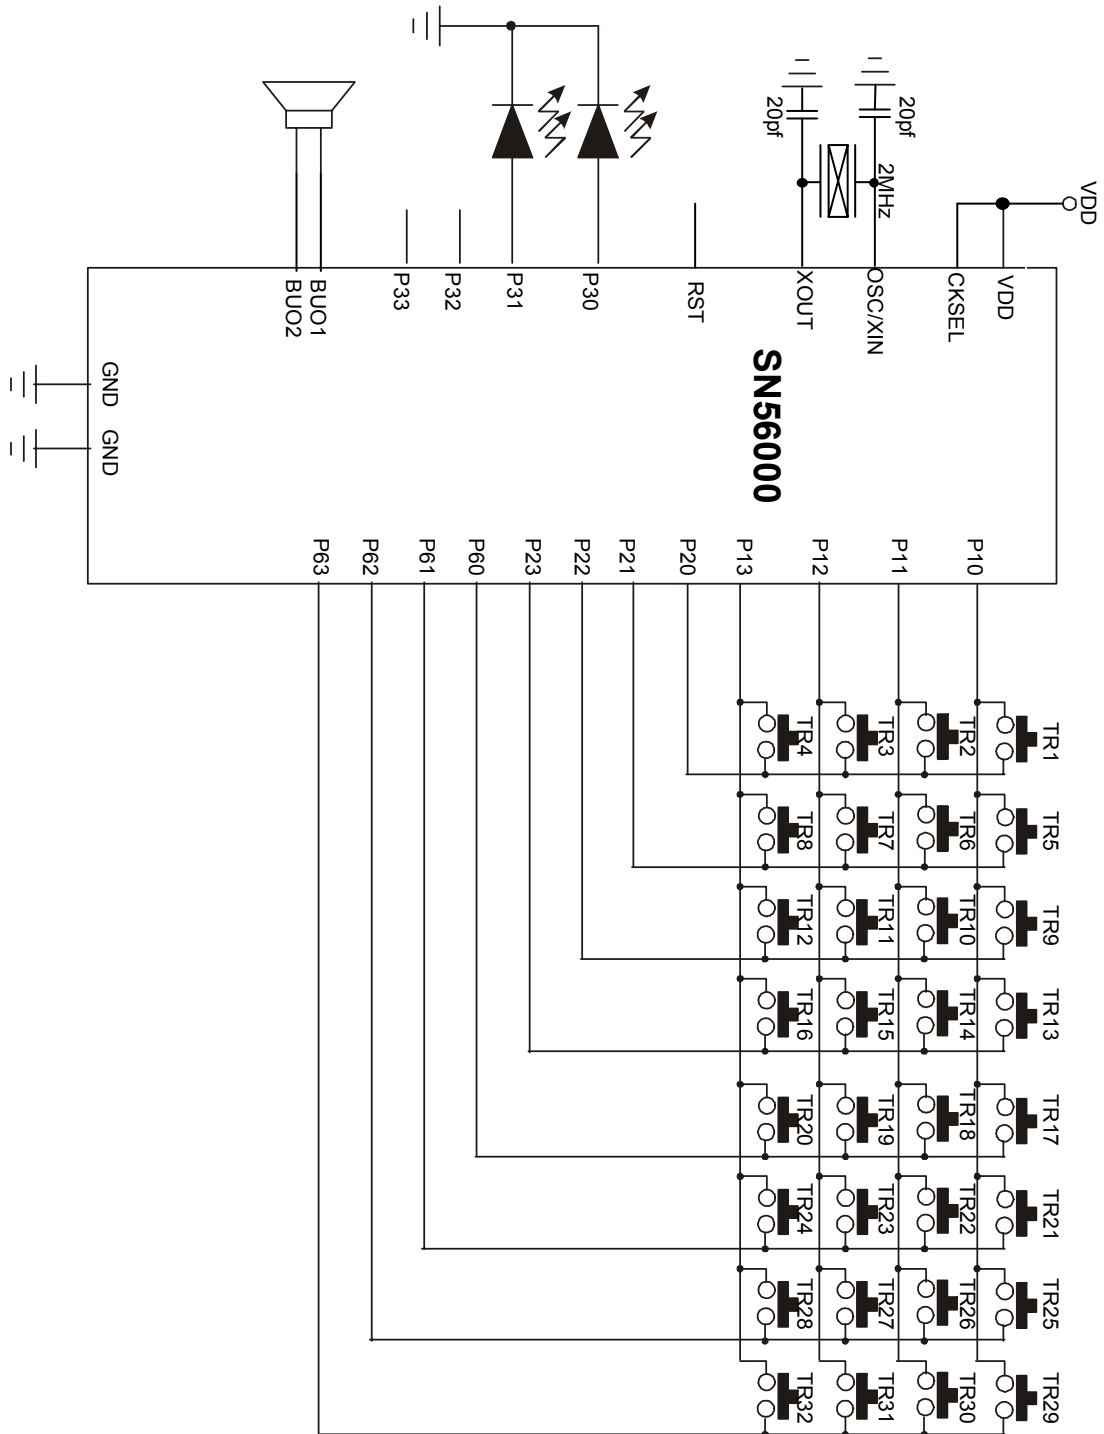 VDD
20pf
20pf
2MHz
VDD
CKSEL
OSC/XIN
XOUT
RST
P30
P31
P32
P33
BUO1
BUO2
SN56000
GND
GND
P10
P11
P12
P13
P20
P21
P22
P23
P60
P61
P62
P63
TR1
TR2
TR3
TR4
TR5
TR6
TR7
TR8
TR9
TR10
TR11
TR12
TR13
TR14
TR15
TR16
TR17
TR18
TR19
TR20
TR21
TR22
TR23
TR24
TR25
TR26
TR27
TR28
TR29
TR30
TR31
TR32